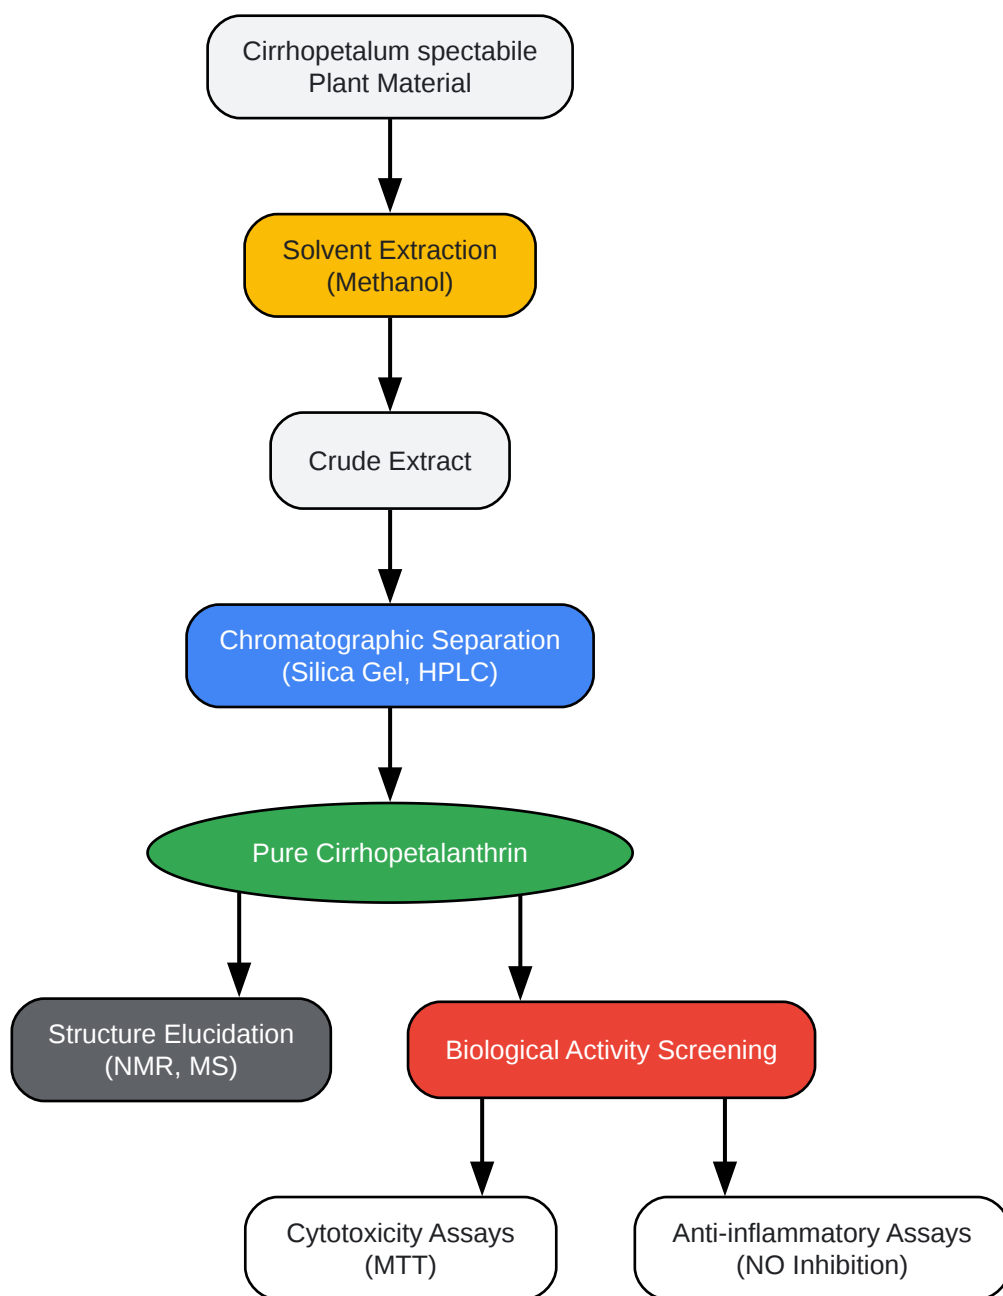 Cirrhopetalum spectabile
Plant Material
Solvent Extraction
(Methanol)
Crude Extract
Chromatographic Separation
(Silica Gel, HPLC)
Pure Cirrhopetalanthrin
Structure Elucidation
(NMR, MS)
Biological Activity Screening
Cytotoxicity Assays
(MTT)
Anti-inflammatory Assays
(NO Inhibition)